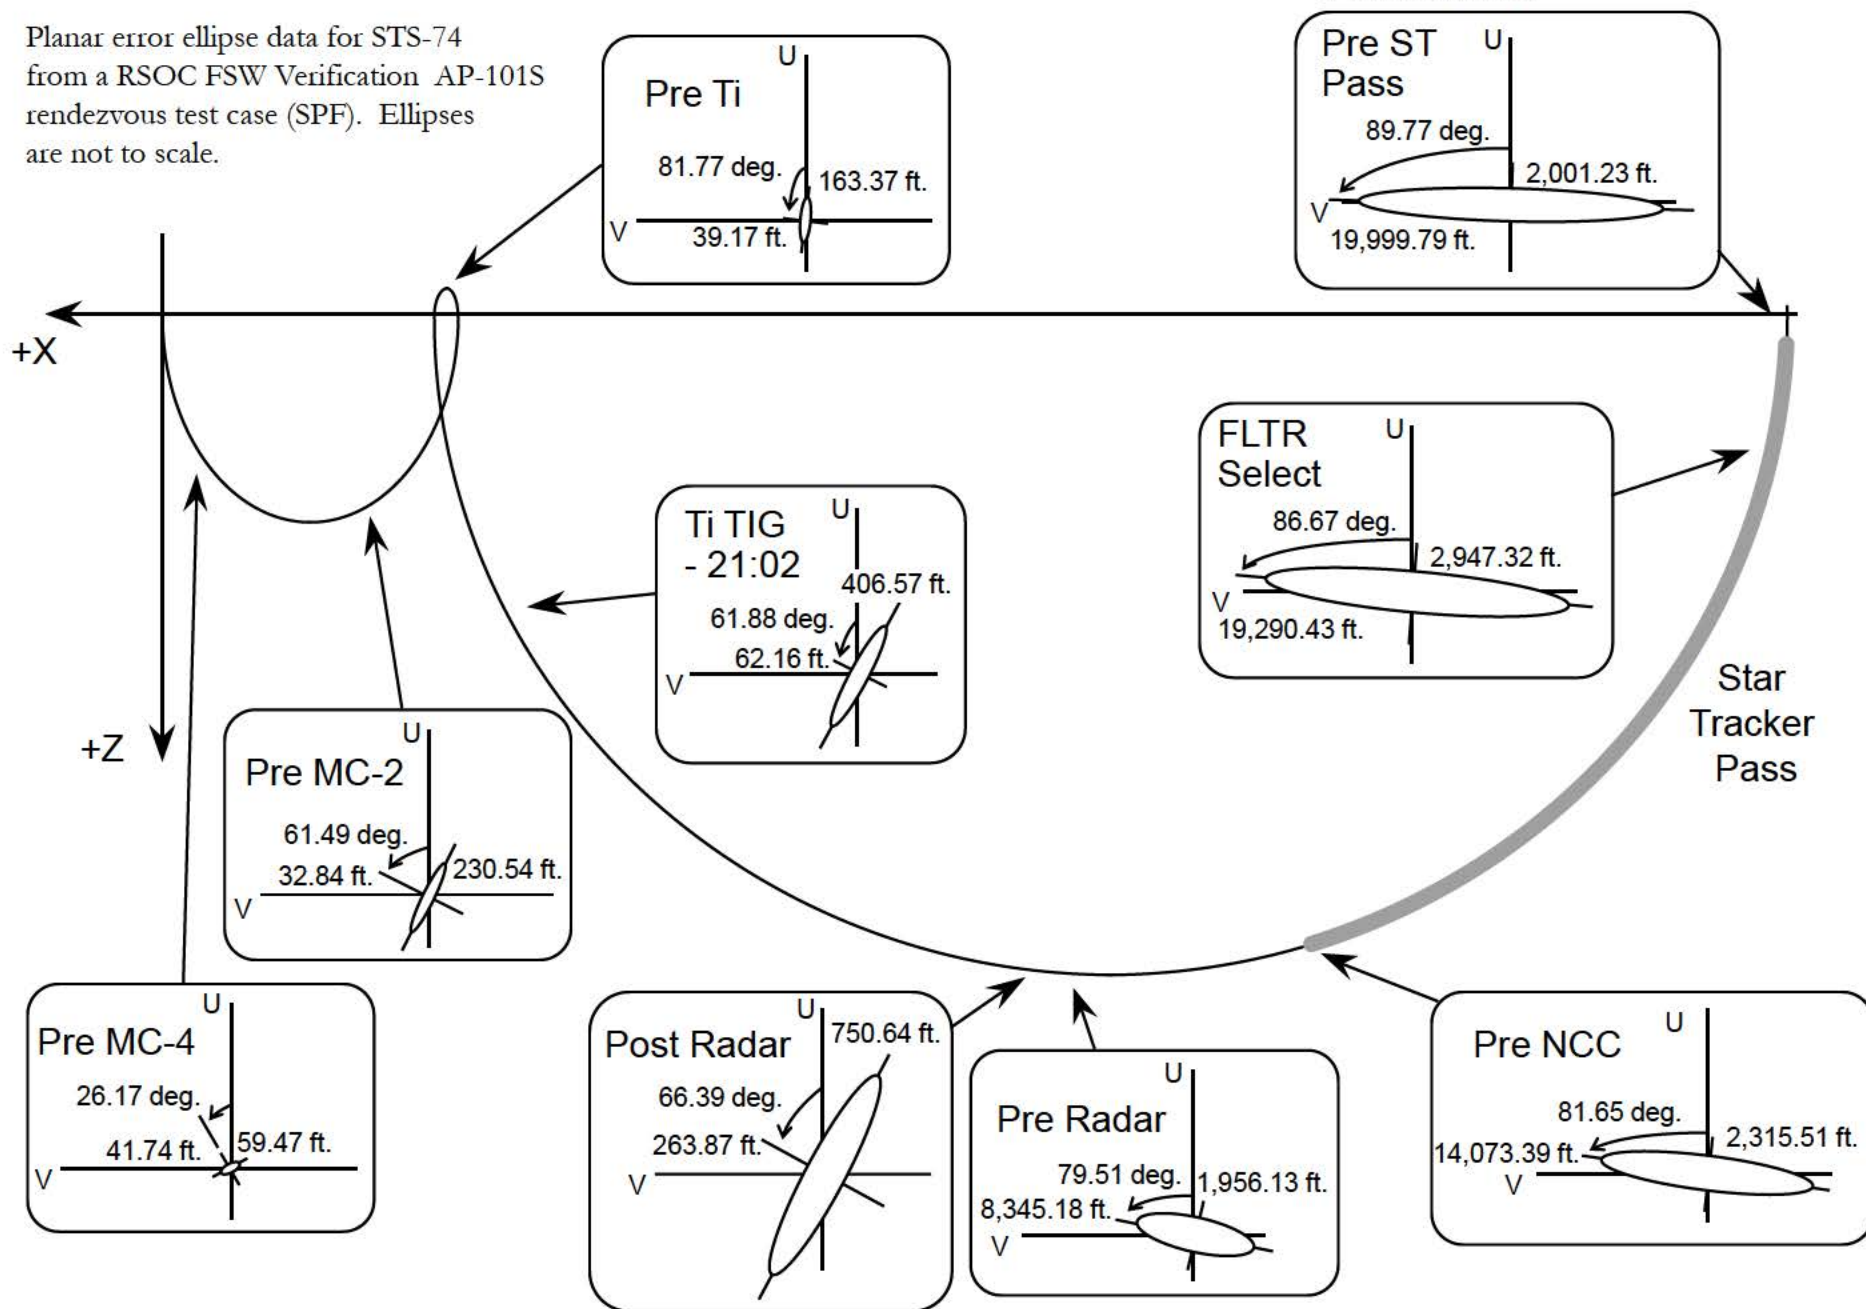 Planar error ellipse data for STS-74
from a RSOC FSW Verification AP-101S
rendezvous test case (SPF). Ellipses
are not to scale.
Pre Ti
U
81.77 deg.
163.37 ft.
V
39.17 ft.
Pre ST
Pass
U
89.77 deg.
2,001.23 ft.
V
19,999.79 ft.
+X
+Z
FLTR
Select
U
86.67 deg.
2,947.32 ft.
V
19,290.43 ft.
Ti TIG
- 21:02
U
406.57 ft.
61.88 deg.
62.16 ft.
V
Star
Tracker
Pass
Pre MC-2
U
61.49 deg.
32.84 ft.
230.54 ft.
V
Pre MC-4
U
26.17 deg.
41.74 ft.
59.47 ft.
V
Post Radar
U
750.64 ft.
66.39 deg.
263.87 ft.
V
Pre Radar
U
79.51 deg.
1,956.13 ft.
8,345.18 ft.
V
Pre NCC
U
81.65 deg.
2,315.51 ft.
14,073.39 ft.
V